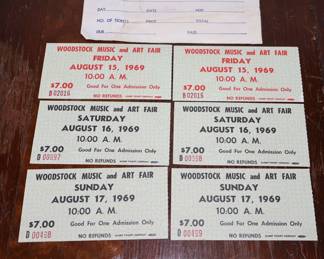 DAY DATE
NO. OF TICKETS PRICE TOTAL
PAID
WOODSTOCK MUSIC and ART FAIR
FRIDAY
AUGUST 15, 1969
10:00 A. M.
$7.00 Good For One Admission Only
B 02016 NO REFUNDS
WOODSTOCK MUSIC and ART FAIR
FRIDAY
AUGUST 15, 1969
10:00 A. M.
$7.00 Good For One Admission Only
B 02015 NO REFUNDS
WOODSTOCK MUSIC and ART FAIR
SATURDAY
AUGUST 16, 1969
10:00 A. M.
$7.00 Good For One Admission Only
NO REFUNDS
WOODSTOCK MUSIC and ART FAIR
SATURDAY
AUGUST 16, 1969
10:00 A. M.
$7.00 Good For One Admission Only
NO REFUNDS
WOODSTOCK MUSIC and ART FAIR
SUNDAY
AUGUST 17, 1969
10:00 A. M.
$7.00 Good For One Admission Only
NO REFUNDS
WOODSTOCK MUSIC and ART FAIR
SUNDAY
AUGUST 17, 1969
10:00 A. M.
$7.00 Good For One Admission Only
NO REFUNDS